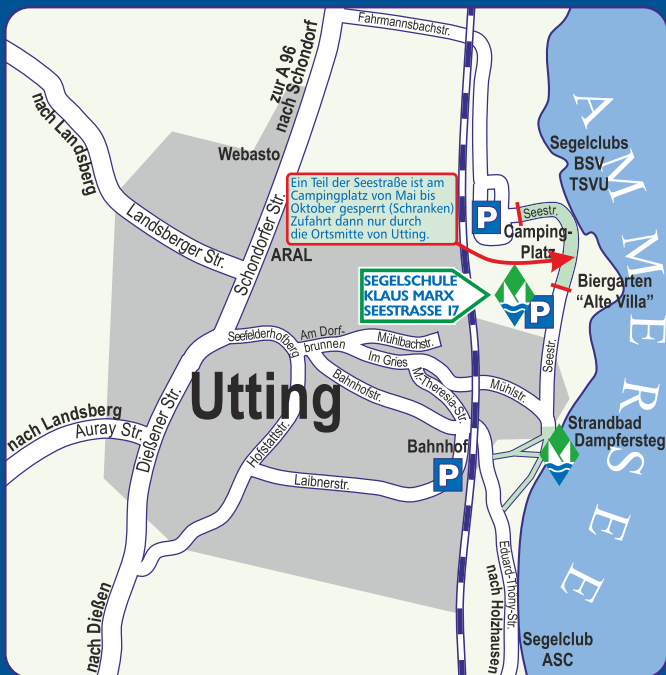 Fahrmannsbachstr.
zur A 96
nach Schondorf
nach Landsberg
Webasto
Segelclubs
BSV
TSVU
AMMERSEE
Ein Teil der Seestraße ist am
Campingplatz von Mai bis
Oktober gesperrt (Schranken)
Zufahrt dann nur durch
die Ortsmitte von Utting.
P
Seestr.
Camping-
Platz
Landsberger Str.
Schondorfer Str.
ARAL
SEGELSCHULE
KLAUS MARX
SEESTRASSE 17
P
Biergarten
“Alte Villa”
Seestr.
Seefelderhofberg
Am Dorf-
brunnen
Mühlbachstr.
Im Gries
M.-Theresia-Str.
Mühlstr.
Bahnhofstr.
Utting
nach Landsberg
Auray Str.
Dießener Str.
Hofstattstr.
Bahnhof
P
Strandbad
Dampfersteg
Laibnerstr.
Eduard-Thöny-Str.
nach Holzhausen
nach Dießen
Segelclub
ASC